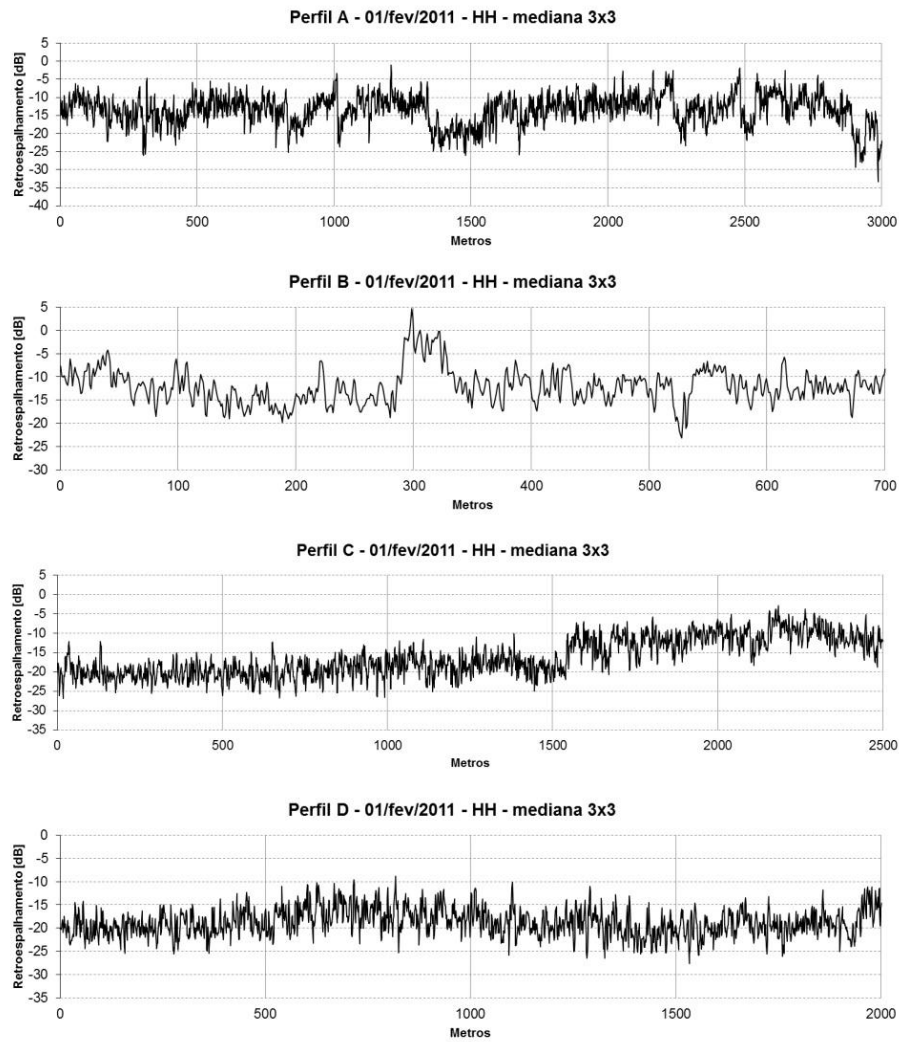 Perfil A - 01/fev/2011 - HH - mediana 3x3
Retroespalhamento [dB]
5
0
-5
-10
-15
-20
-25
-30
-35
-40
0 500 1000 1500 2000 2500 3000
Metros
Perfil B - 01/fev/2011 - HH - mediana 3x3
Retroespalhamento [dB]
5
0
-5
-10
-15
-20
-25
-30
0 100 200 300 400 500 600 700
Metros
Perfil C - 01/fev/2011 - HH - mediana 3x3
Retroespalhamento [dB]
5
0
-5
-10
-15
-20
-25
-30
-35
0 500 1000 1500 2000 2500
Metros
Perfil D - 01/fev/2011 - HH - mediana 3x3
Retroespalhamento [dB]
0
-5
-10
-15
-20
-25
-30
-35
0 500 1000 1500 2000
Metros